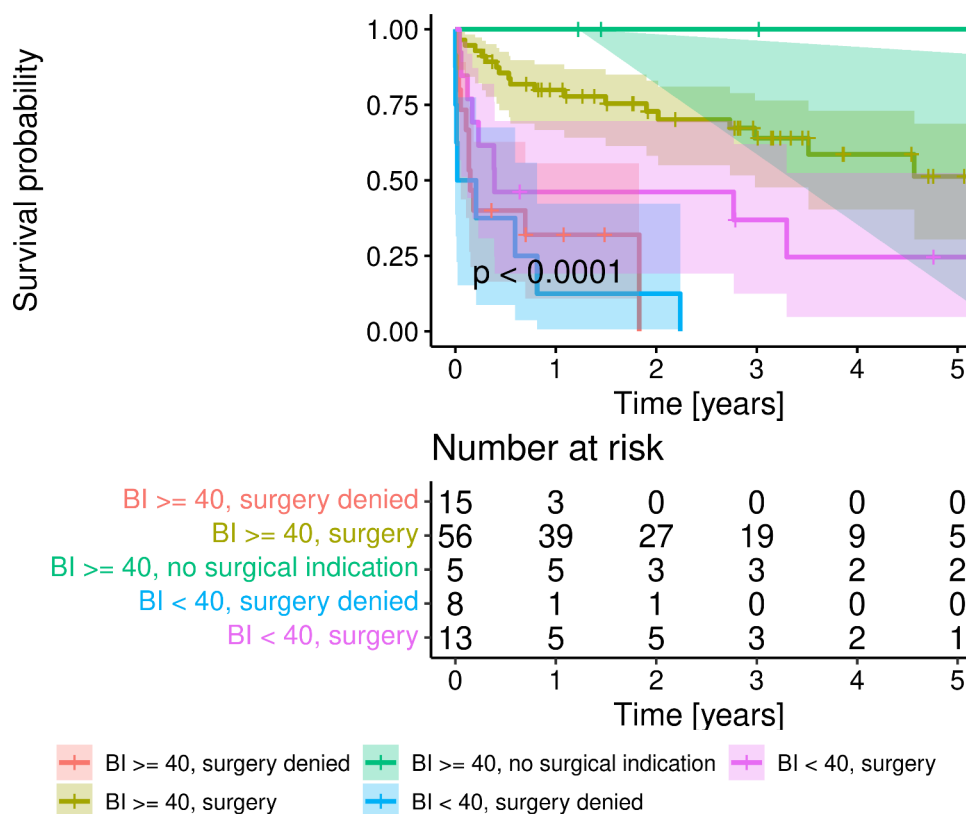 Survival probability
1.00
0.75
0.50
0.25
0.00
p < 0.0001
0 1 2 3 4 5
Time [years]
Number at risk
BI >= 40, surgery denied 15 3 0 0 0 0
BI >= 40, surgery 56 39 27 19 9 5
BI >= 40, no surgical indication 5 5 3 3 2 2
BI < 40, surgery denied 8 1 1 0 0 0
BI < 40, surgery 13 5 5 3 2 1
0 1 2 3 4 5
Time [years]
BI >= 40, surgery denied BI >= 40, no surgical indication BI < 40, surgery
BI >= 40, surgery BI < 40, surgery denied